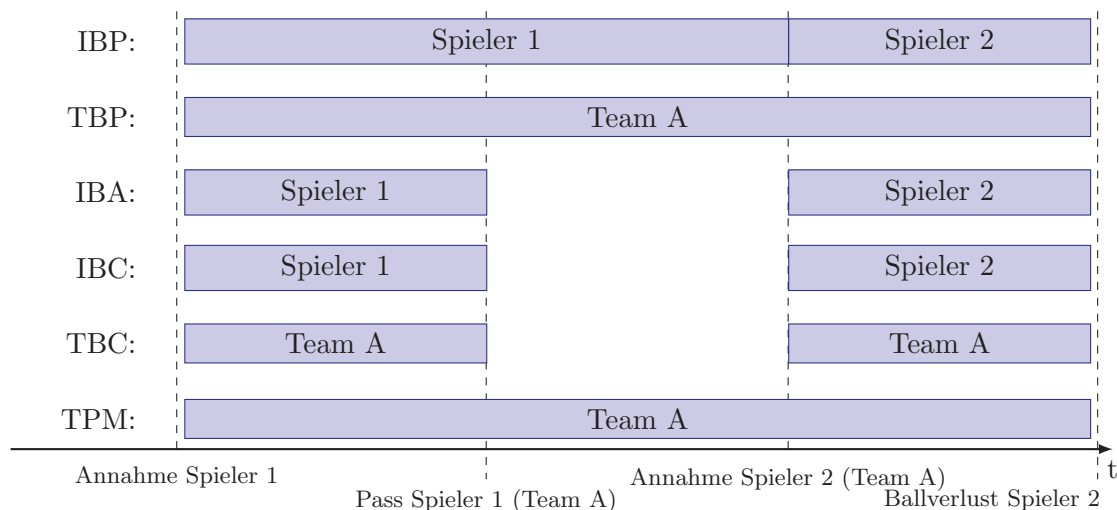 IBP: Spieler 1 Spieler 2
TBP: Team A
IBA: Spieler 1 Spieler 2
IBC: Spieler 1 Spieler 2
TBC: Team A Team A
TPM: Team A
t
Annahme Spieler 1 Annahme Spieler 2 (Team A)
Pass Spieler 1 (Team A) Ballverlust Spieler 2